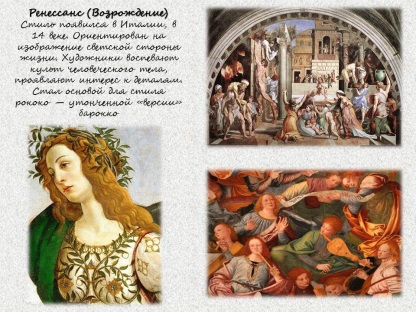 Ренессанс (Возрождение)
Стиль появился в Италии, в
14 веке. Ориентирован на
изображение светской стороны
жизни. Художники воспевают
культ человеческого тела,
проявляют интерес к деталям.
Стал основой для стиля
рококо – утонченной «версии»
барокко